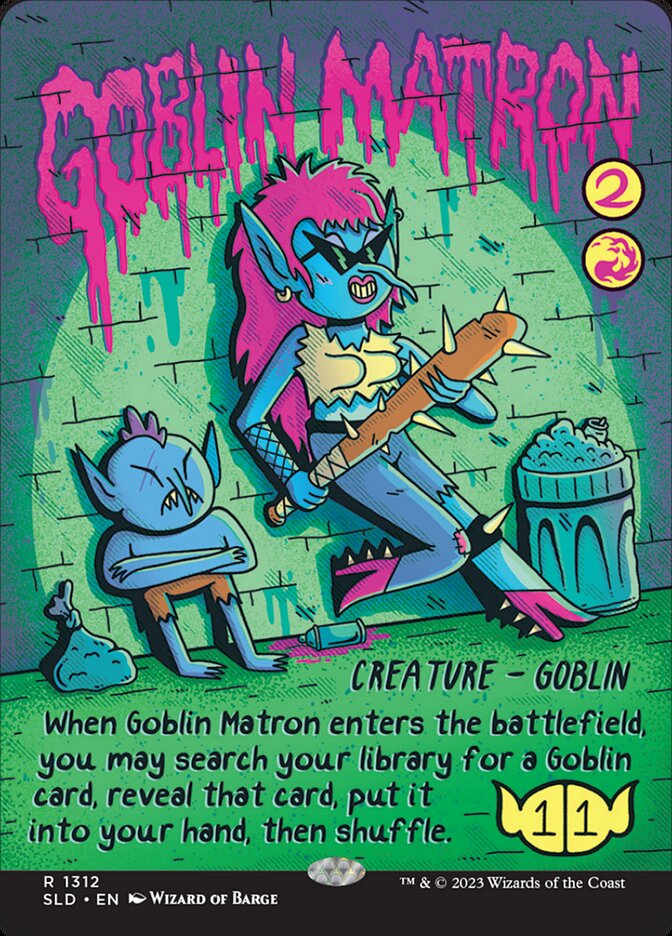 GOBLIN MATRON
2
CREATURE – GOBLIN
When Goblin Matron enters the battlefield,
you may search your library for a Goblin
card, reveal that card, put it
into your hand, then shuffle.
1 1
R 1312
SLD • EN WIZARD OF BARGE
™ & © 2023 Wizards of the Coast